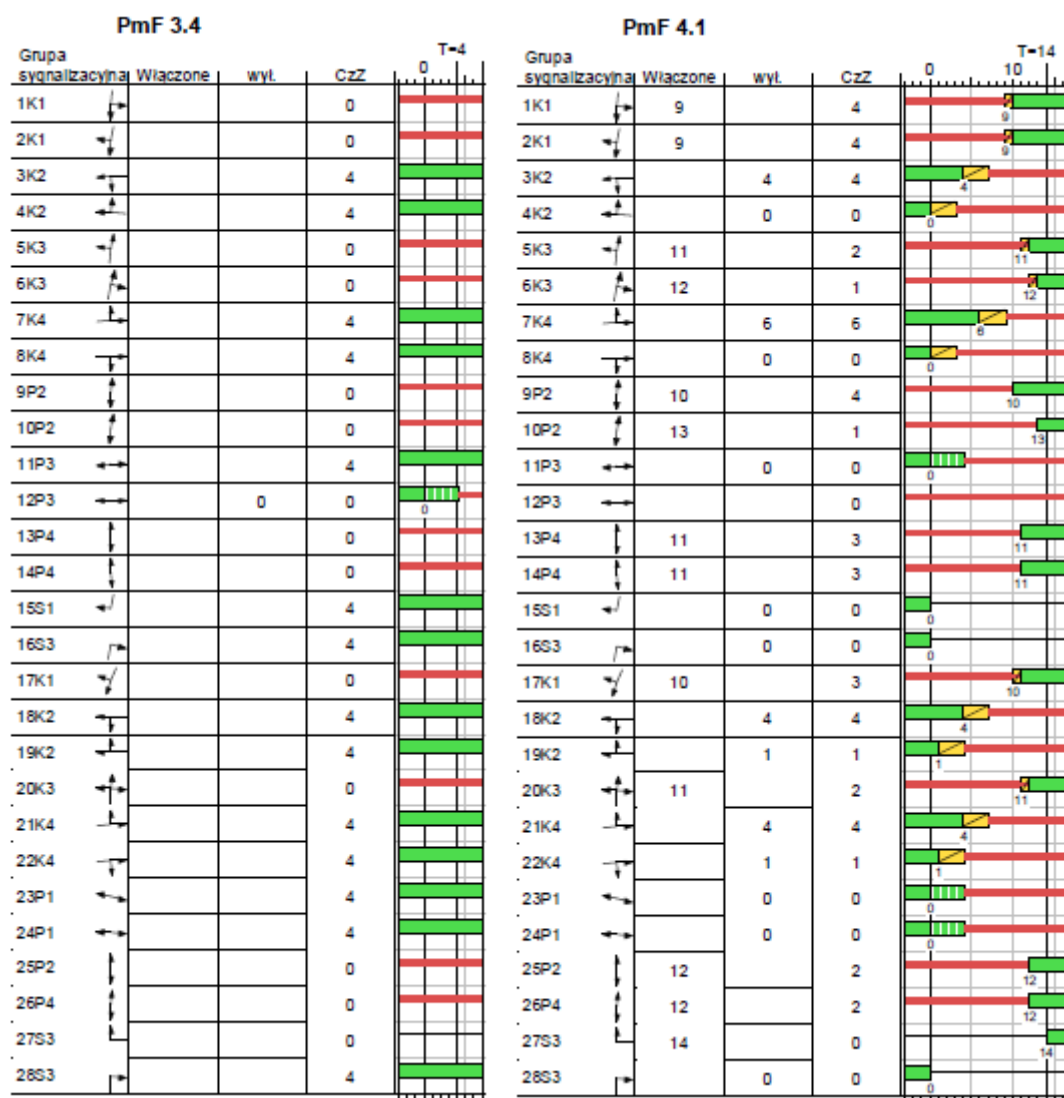 PmF 3.4
T=4
Grupa
sygnalizacyjna Włączone wył. CzZ 0
1K1 0
2K1 0
3K2 4
4K2 4
5K3 0
6K3 0
7K4 4
8K4 4
9P2 0
10P2 0
11P3 4
12P3 0 0 0
13P4 0
14P4 0
15S1 4
16S3 4
17K1 0
18K2 4
19K2 4
20K3 0
21K4 4
22K4 4
23P1 4
24P1 4
25P2 0
26P4 0
27S3 0
28S3 4
PmF 4.1
T=14
Grupa
sygnalizacyjna Włączone wył. CzZ 0 10
1K1 9 4 9
2K1 9 4 9
3K2 4 4 4
4K2 0 0 0
5K3 11 2 11
6K3 12 1 12
7K4 6 6 6
8K4 0 0 0
9P2 10 4 10
10P2 13 1 13
11P3 0 0 0
12P3 0
13P4 11 3 11
14P4 11 3 11
15S1 0 0 0
16S3 0 0 0
17K1 10 3 10
18K2 4 4 4
19K2 1 1 1
20K3 11 2 11
21K4 4 4 4
22K4 1 1 1
23P1 0 0 0
24P1 0 0 0
25P2 12 2 12
26P4 12 2 12
27S3 14 0 14
28S3 0 0 0